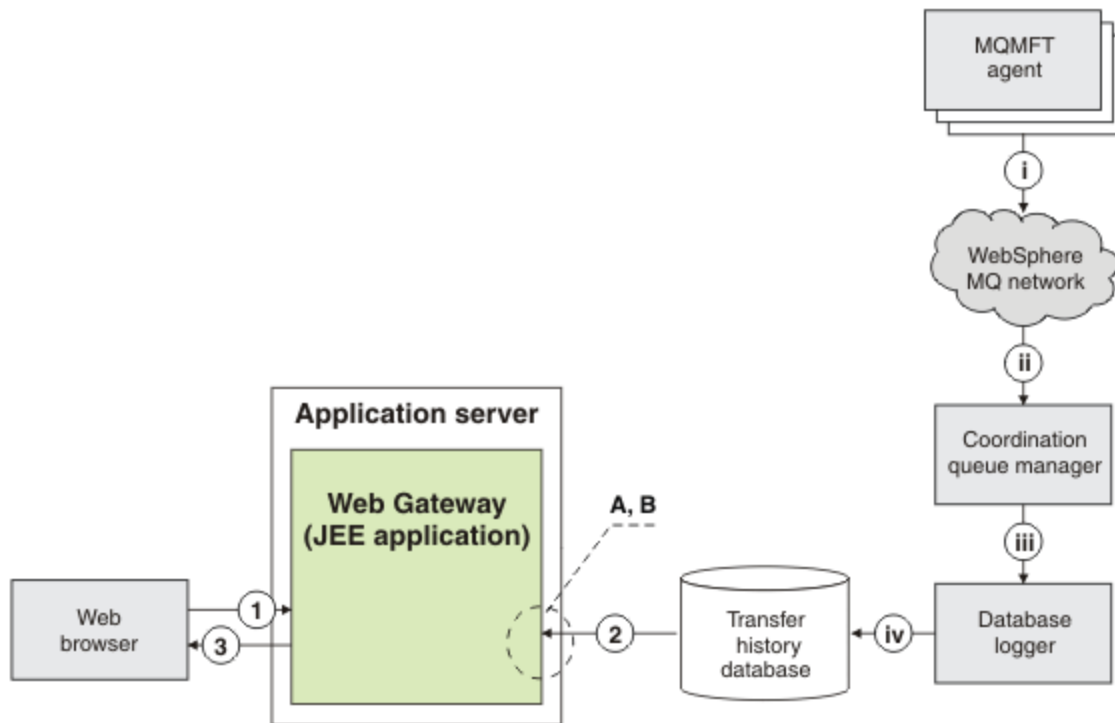 MQMFT
agent
i
WebSphere
MQ network
ii
Application server
Coordination
queue manager
Web Gateway
(JEE application)
A, B
iii
Web
browser
1
3
2
Transfer
history
database
iv
Database
logger